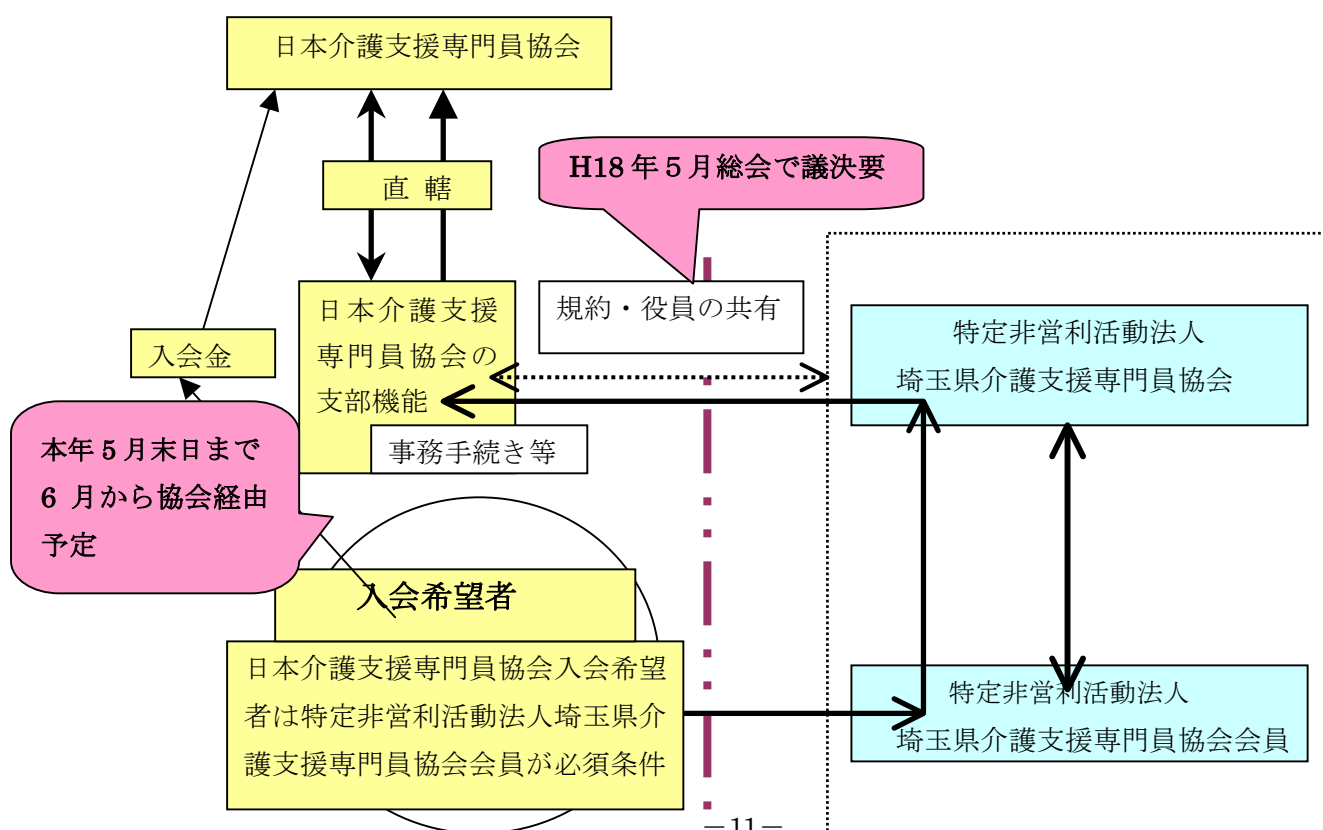 日本介護支援専門員協会
H18年5月総会で議決要
直 轄
日本介護支援
専門員協会の
支部機能
規約・役員の共有
特定非営利活動法人
埼玉県介護支援専門員協会
入会金
事務手続き等
本年5月末日まで
6 月から協会経由
予定
入会希望者
日本介護支援専門員協会入会希望
者は特定非営利活動法人埼玉県介
護支援専門員協会会員が必須条件
特定非営利活動法人
埼玉県介護支援専門員協会会員
－11－